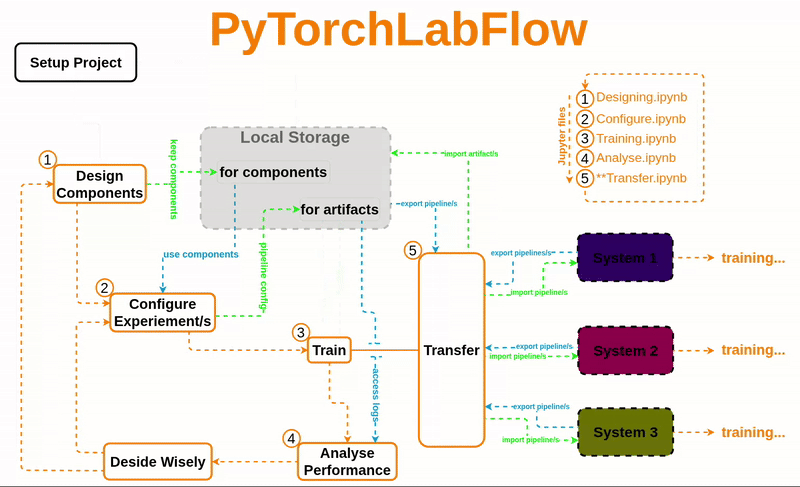 PyTorchLabFlow
Setup Project
Jupyter files
1 Designing.ipynb
2 Configure.ipynb
3 Training.ipynb
4 Analyse.ipynb
5 **Transfer.ipynb
Local Storage
for components
for artifacts
1
Design
Components
keep components
import artifact/s
export pipeline/s
use components
pipeline config-
2
Configure
Experiement/s
3
Train
5
Transfer
access logs
4
Analyse
Performance
Deside Wisely
export pipelines/s
import pipeline/s
System 1
training...
export pipeline/s
import pipeline/s
System 2
training...
export pipeline/s
import pipeline/s
System 3
training...